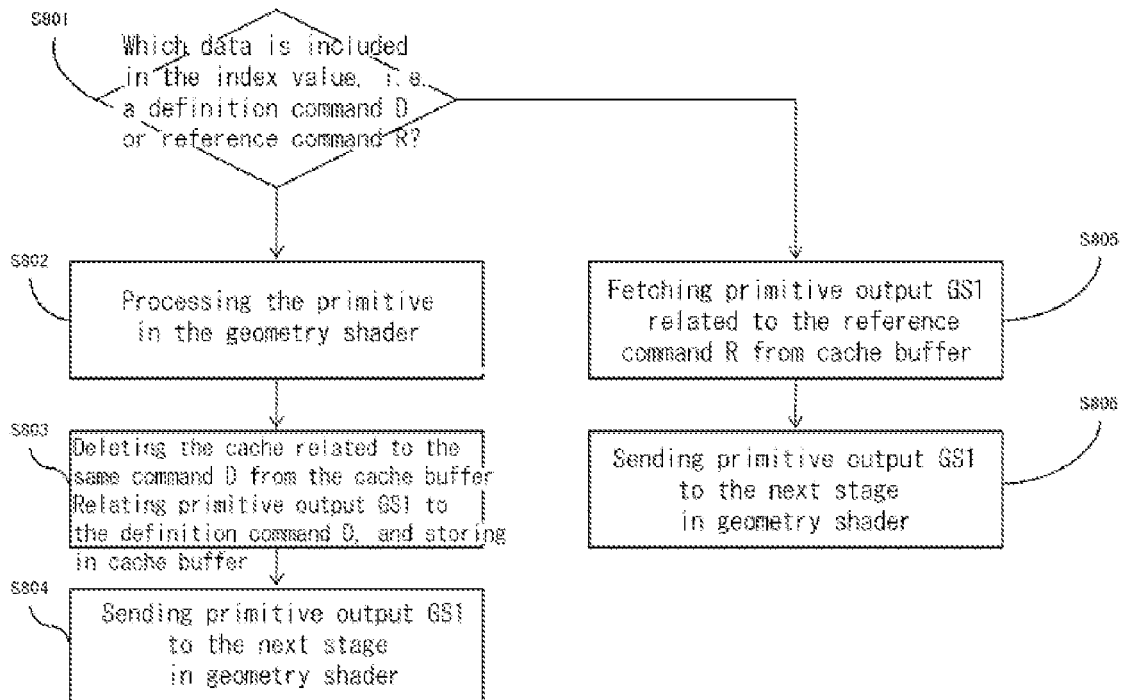 S801
Which data is included
in the index value, i.e.
a definition command D
or reference command R?
S802
Processing the primitive
in the geometry shader
S803
Deleting the cache related to the
same command D from the cache buffer
Relating primitive output GS1 to
the definition command D, and storing
in cache buffer
S804
Sending primitive output GS1
to the next stage
in geometry shader
S805
Fetching primitive output GS1
related to the reference
command R from cache buffer
S806
Sending primitive output GS1
to the next stage
in geometry shader